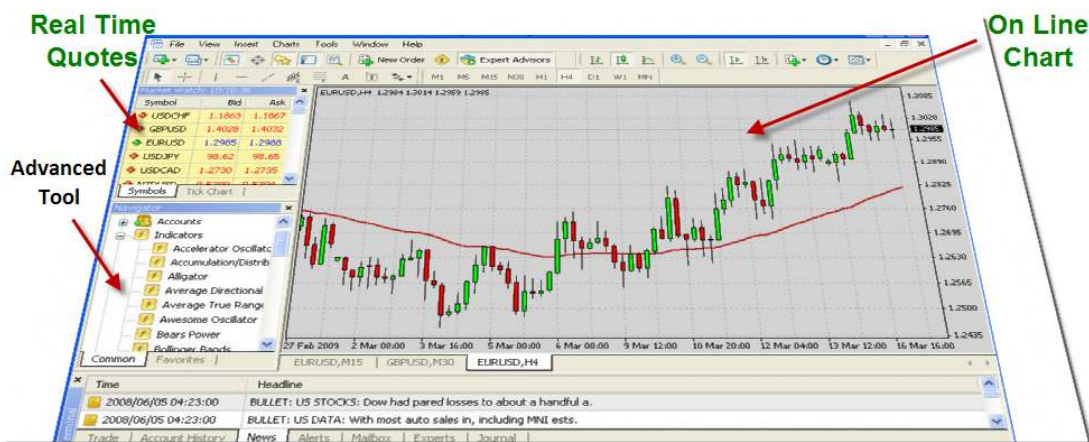 Real Time
Quotes
On Line
Chart
Advanced
Tool
File View Insert Charts Tools Window Help
New Order Expert Advisors
A T M1 M5 M15 M30 H1 H4 D1 W1 MN
Symbol Bid Ask
USDCHF 1.1863 1.1867
GBPUSD 1.4028 1.4032
EURUSD 1.2985 1.2988
USDJPY 98.62 98.65
USDCAD 1.2730 1.2735
Symbols Tick Chart
Navigator
Accounts
Indicators
Accelerator Oscillato
Accumulation/Distrib
Alligator
Average Directional
Average True Range
Awesome Oscillator
Bears Power
Bollinger Bands
Common Favorites
EURUSD,H4 1.2984 1.3014 1.2959 1.2985
1.3085
1.3020
1.2985
1.2955
1.2890
1.2825
1.2760
1.2695
1.2630
1.2565
1.2500
1.2435
27 Feb 2009 2 Mar 08:00 3 Mar 16:00 5 Mar 00:00 6 Mar 08:00 9 Mar 12:00 10 Mar 20:00 12 Mar 04:00 13 Mar 12:00 16 Mar 16:00
EURUSD,M15 GBPUSD,M30 EURUSD,H4
Time Headline
2008/06/05 04:23:00 BULLET: US STOCKS: Dow had pared losses to about a handful a.
2008/06/05 04:23:00 BULLET: US DATA: With most auto sales in, including MNI ests.
Trade Account History News Alerts Mailbox Experts Journal